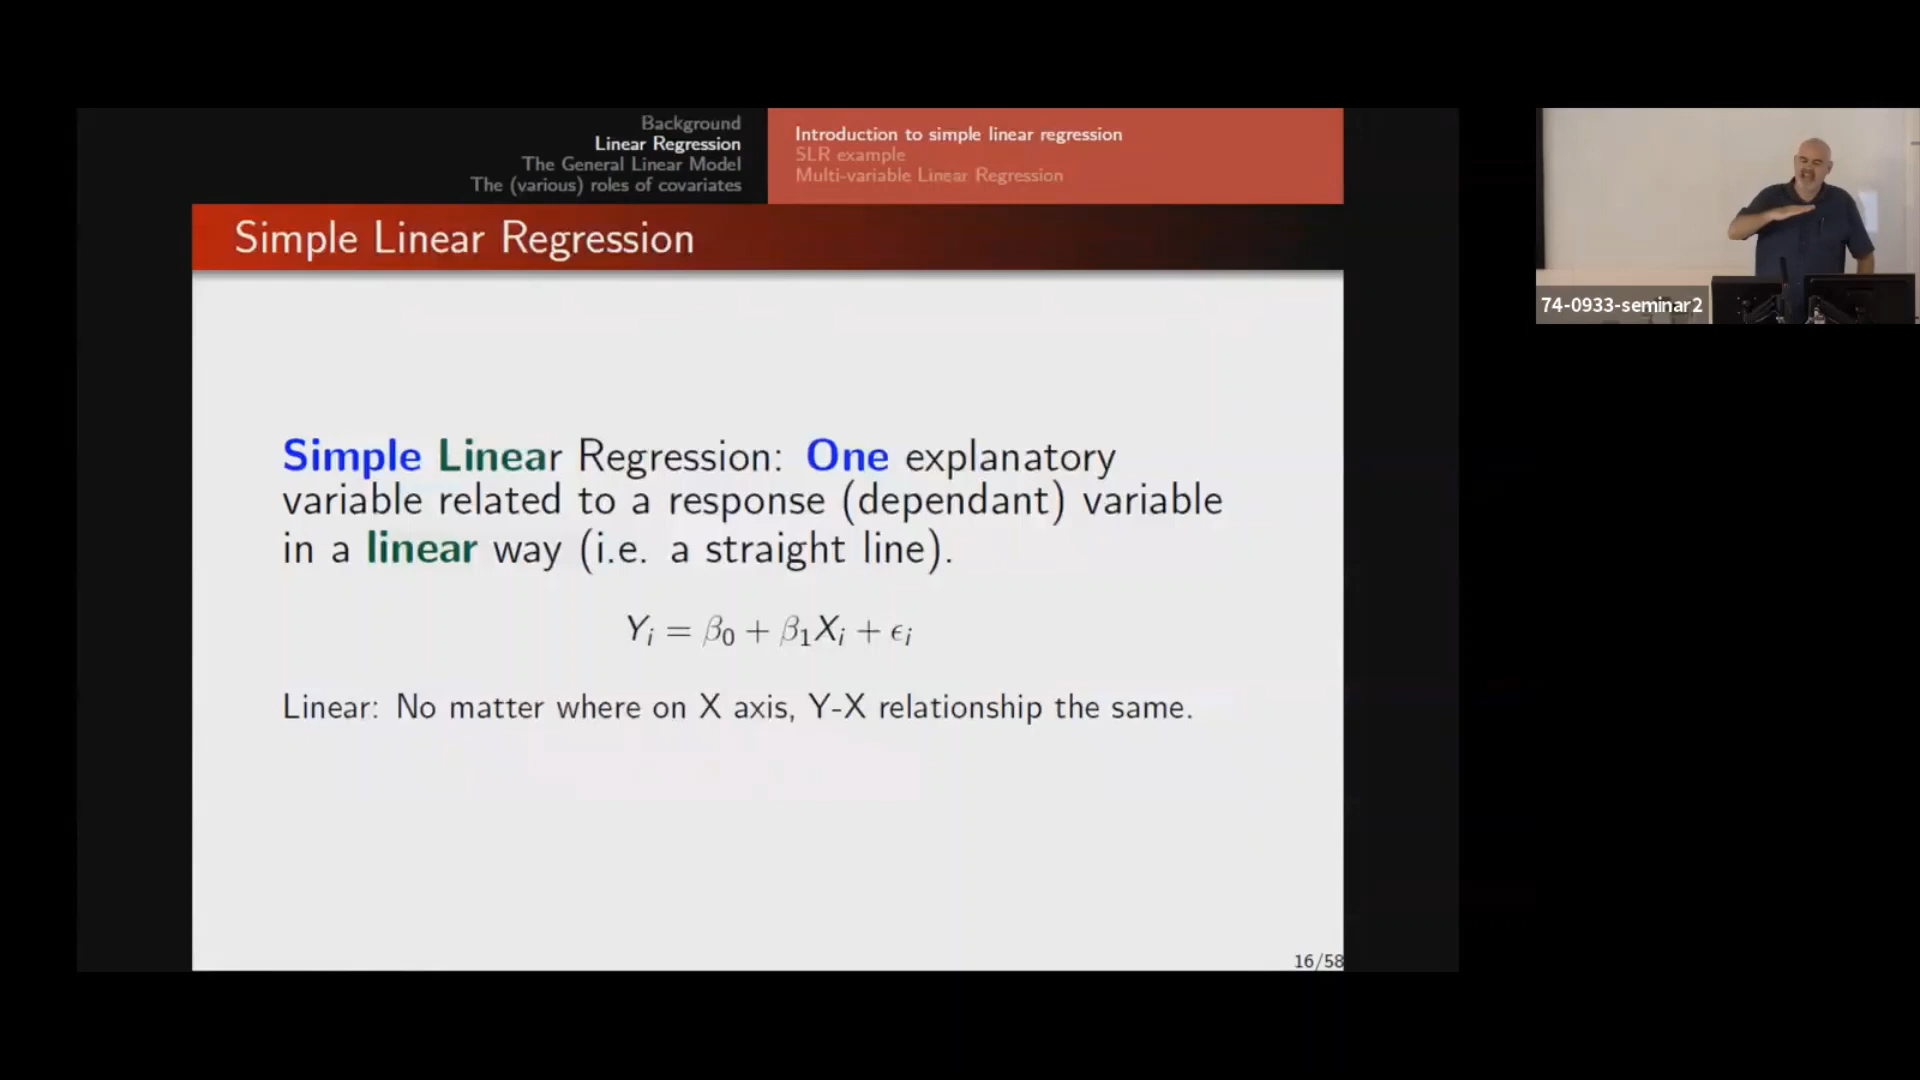 Background
Linear Regression
The General Linear Model
The (various) roles of covariates
Introduction to simple linear regression
SLR example
Multi-variable Linear Regression
Simple Linear Regression
Simple Linear Regression: One explanatory
variable related to a response (dependant) variable
in a linear way (i.e. a straight line).
Yᵢ = β₀ + β₁Xᵢ + ϵᵢ
Linear: No matter where on X axis, Y-X relationship the same.
16/58
74-0933-seminar2